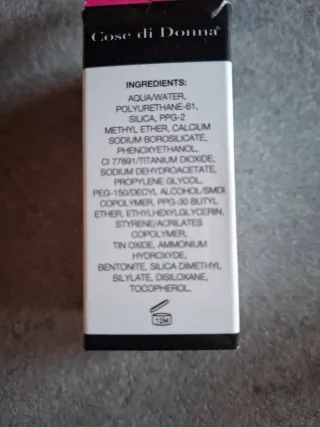 Cose di Donna®
INGREDIENTS:
AQUA/WATER,
POLYURETHANE-61,
SILICA, PPG-2
METHYL ETHER, CALCIUM
SODIUM BOROSILICATE,
PHENOXYETHANOL,
CI 77891/TITANIUM DIOXIDE,
SODIUM DEHYDROACETATE,
PROPYLENE GLYCOL,
PEG-150/DECYL ALCOHOL/SMDI
COPOLYMER, PPG-30 BUTYL
ETHER, ETHYLHEXYLGLYCERIN,
STYRENE/ACRILATES
COPOLYMER,
TIN OXIDE, AMMONIUM
HYDROXYDE,
BENTONITE, SILICA DIMETHYL
SILYLATE, DISILOXANE,
TOCOPHEROL.
12M